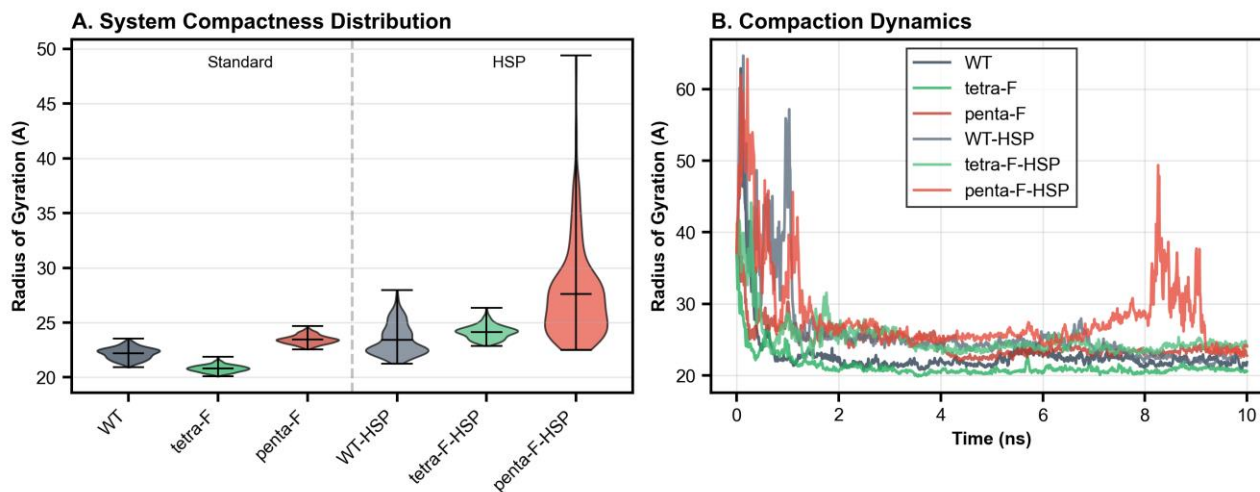 A. System Compactness Distribution
Radius of Gyration (A)
50
45
40
35
30
25
20
Standard
HSP
WT
tetra-F
penta-F
WT-HSP
tetra-F-HSP
penta-F-HSP
B. Compaction Dynamics
Radius of Gyration (A)
60
50
40
30
20
WT
tetra-F
penta-F
WT-HSP
tetra-F-HSP
penta-F-HSP
0 2 4 6 8 10
Time (ns)